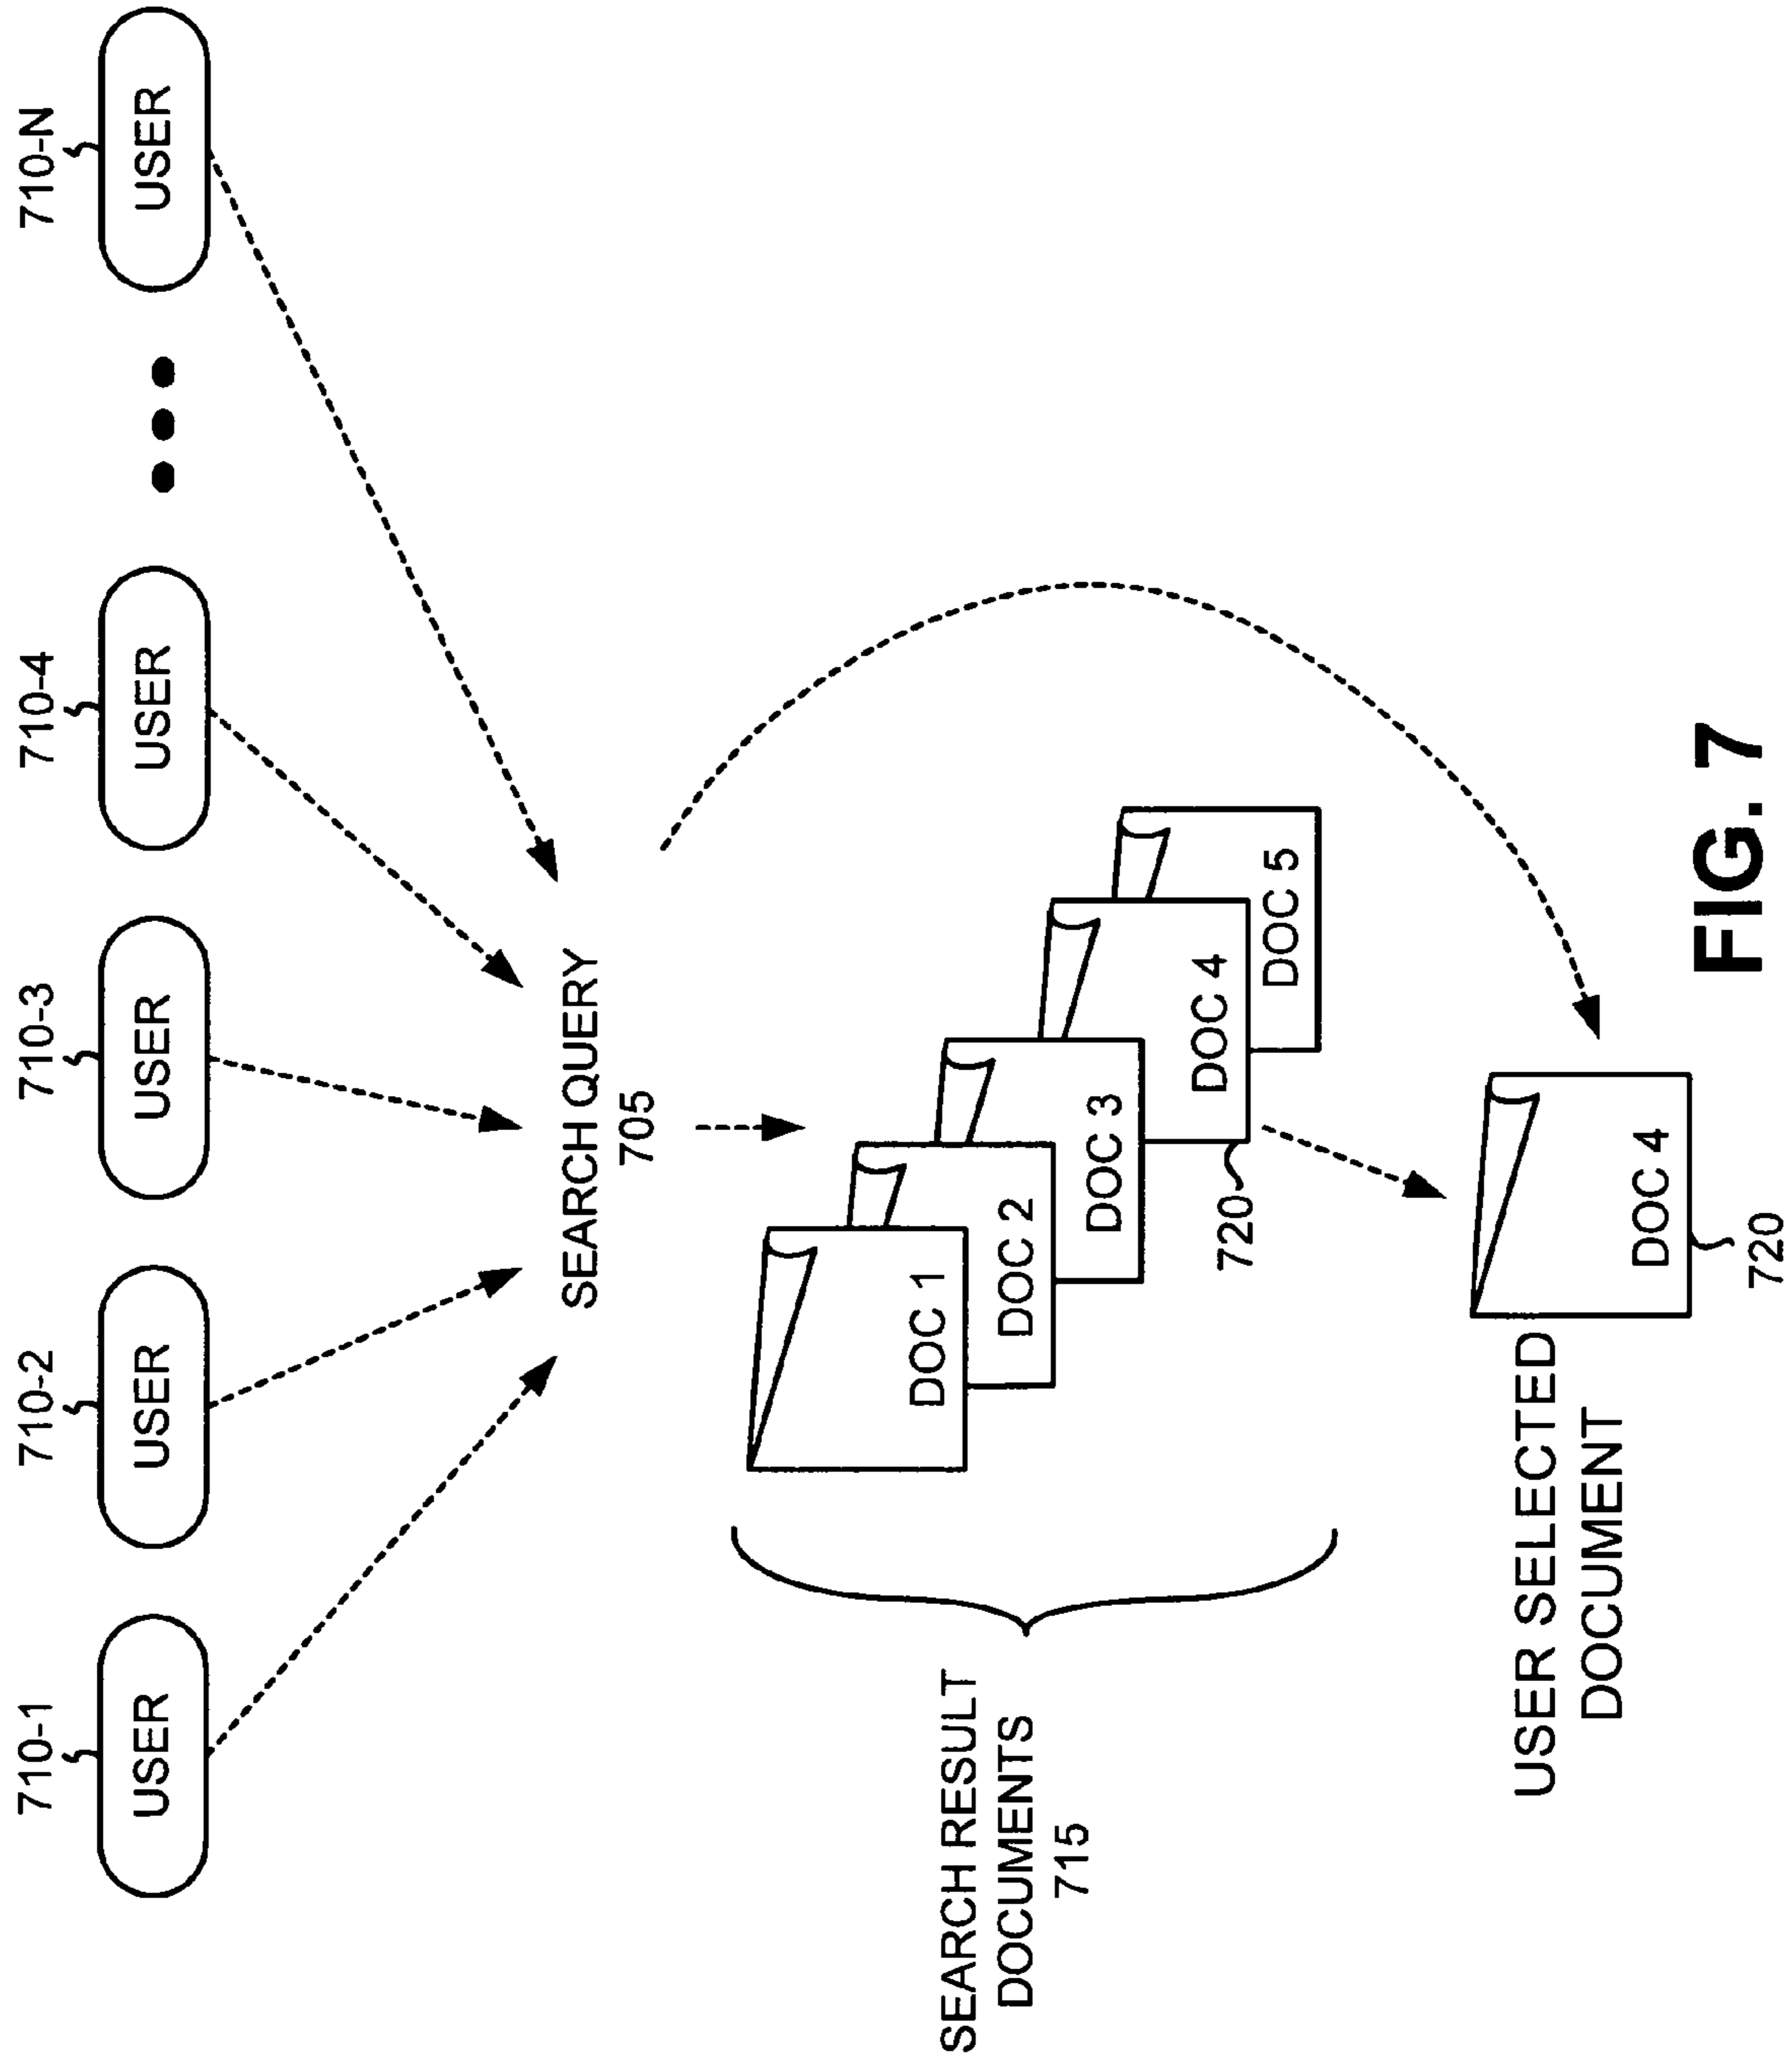 710-1
710-2
710-3
710-4
710-N
USER
USER
USER
USER
USER
SEARCH QUERY
705
SEARCH RESULT
DOCUMENTS
715
DOC 1
DOC 2
DOC 3
DOC 4
DOC 5
720
USER SELECTED
DOCUMENT
DOC 4
720
FIG. 7